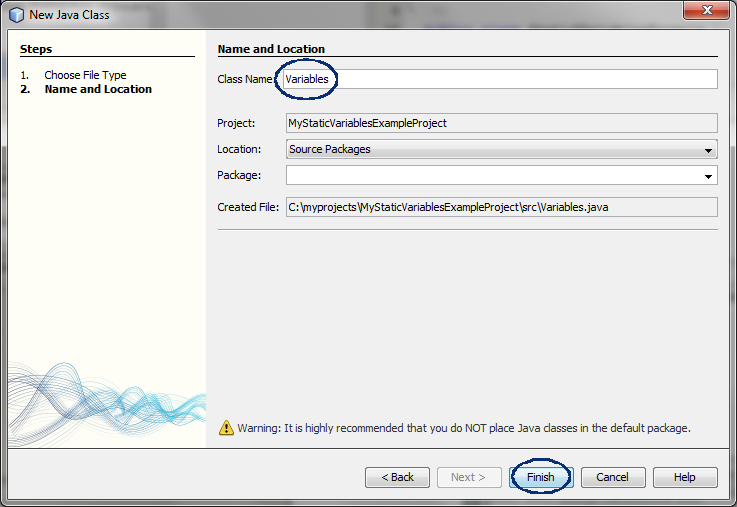 New Java Class
Steps
1. Choose File Type
2. Name and Location
Name and Location
Class Name: Variables
Project: MyStaticVariablesExampleProject
Location: Source Packages
Package:
Created File: C:\myprojects\MyStaticVariablesExampleProject\src\Variables.java
Warning: It is highly recommended that you do NOT place Java classes in the default package.
< Back Next > Finish Cancel Help